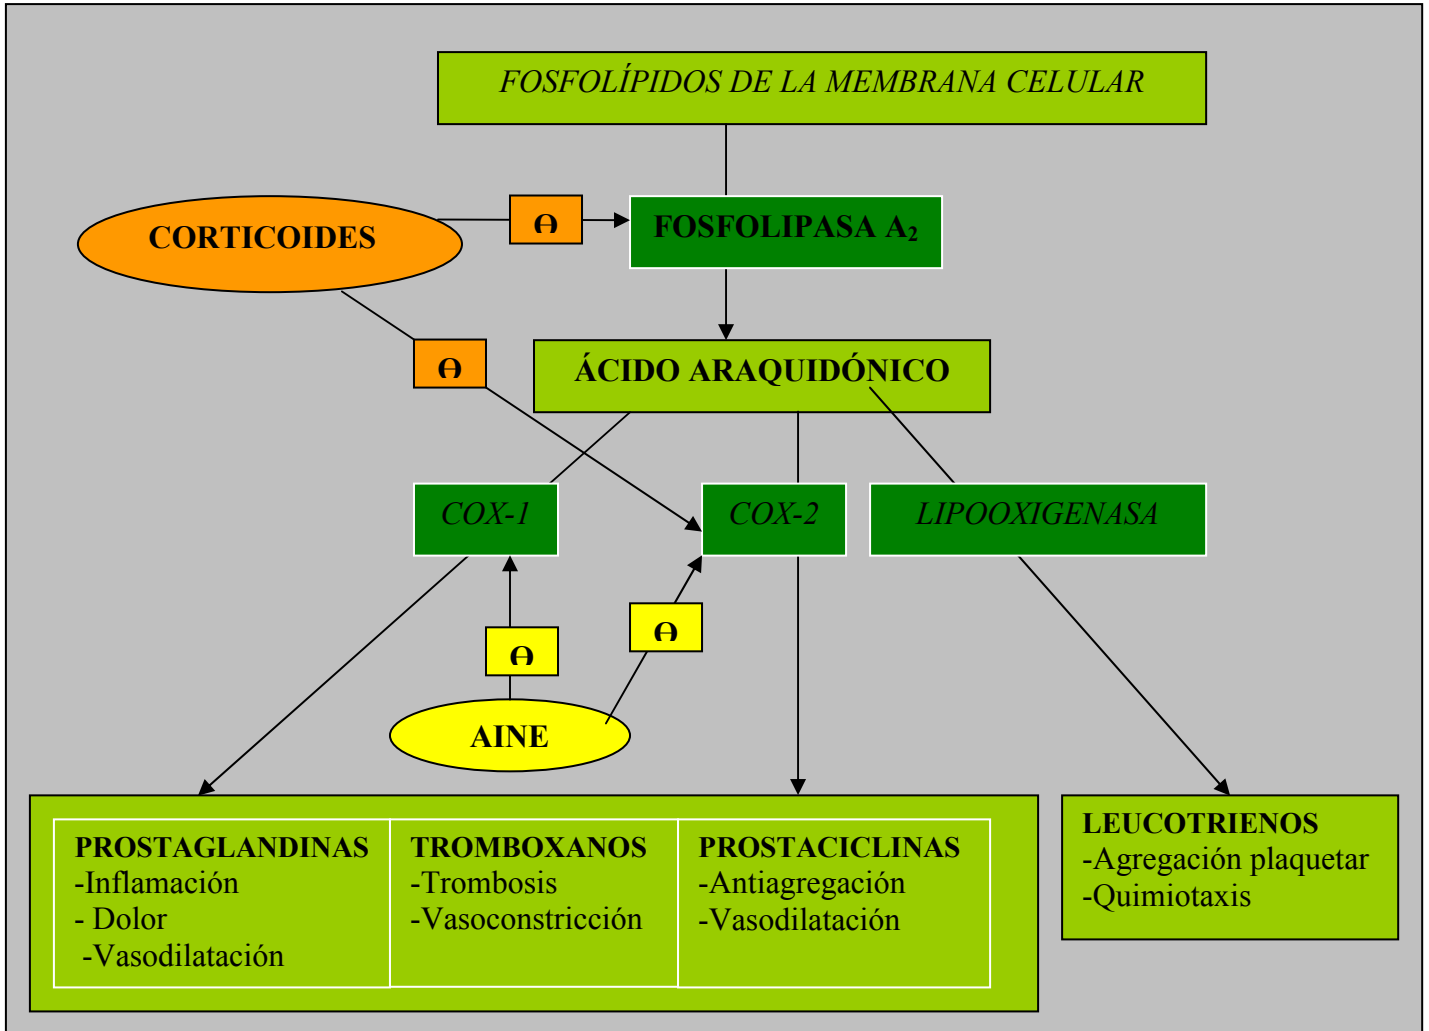 FOSFOLÍPIDOS DE LA MEMBRANA CELULAR
CORTICOIDES
Θ
FOSFOLIPASA A₂
Θ
ÁCIDO ARAQUIDÓNICO
COX-1
COX-2
LIPOOXIGENASA
Θ
Θ
AINE
PROSTAGLANDINAS
-Inflamación
- Dolor
-Vasodilatación
TROMBOXANOS
-Trombosis
-Vasoconstricción
PROSTACICLINAS
-Antiagregación
-Vasodilatación
LEUCOTRIENOS
-Agregación plaquetar
-Quimiotaxis